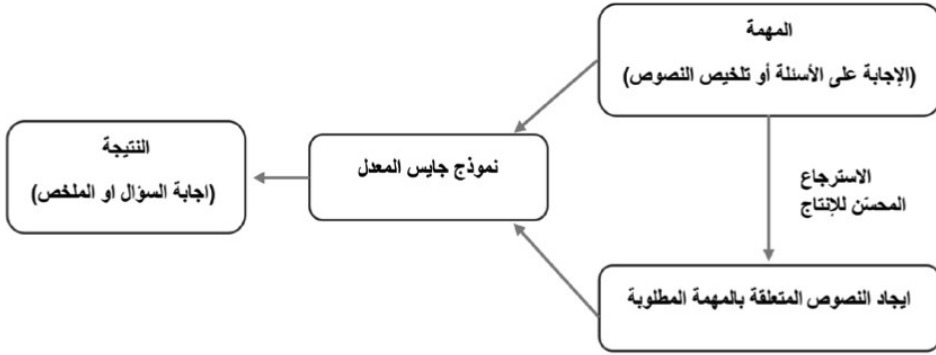 المهمة
(الإجابة على الأسئلة أو تلخيص النصوص)
الاسترجاع
المحسّن للإنتاج
ايجاد النصوص المتعلقة بالمهمة المطلوبة
نموذج جايس المعدل
النتيجة
(اجابة السؤال او الملخص)